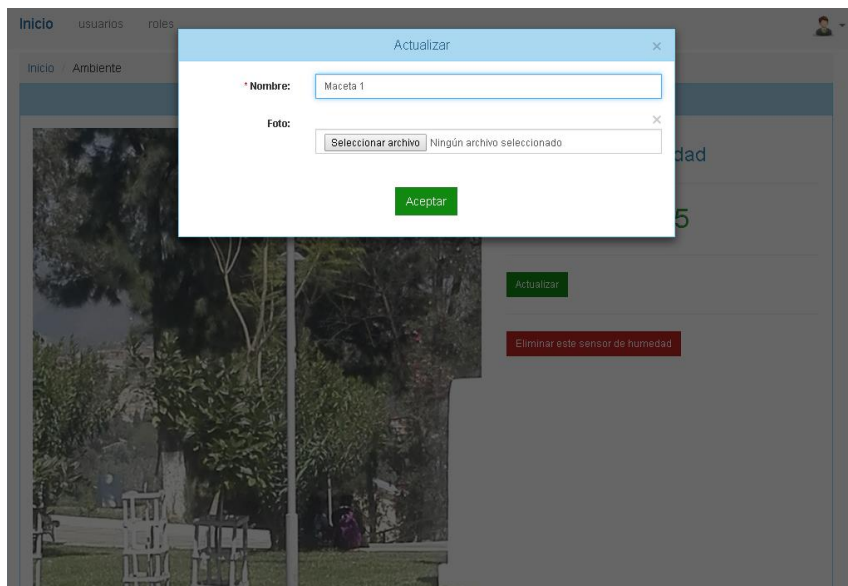 Inicio usuarios roles
Actualizar ×
Inicio / Ambiente
* Nombre: Maceta 1
Foto: ×
Seleccionar archivo Ningún archivo seleccionado
dad
Aceptar
5
Actualizar
Eliminar este sensor de humedad